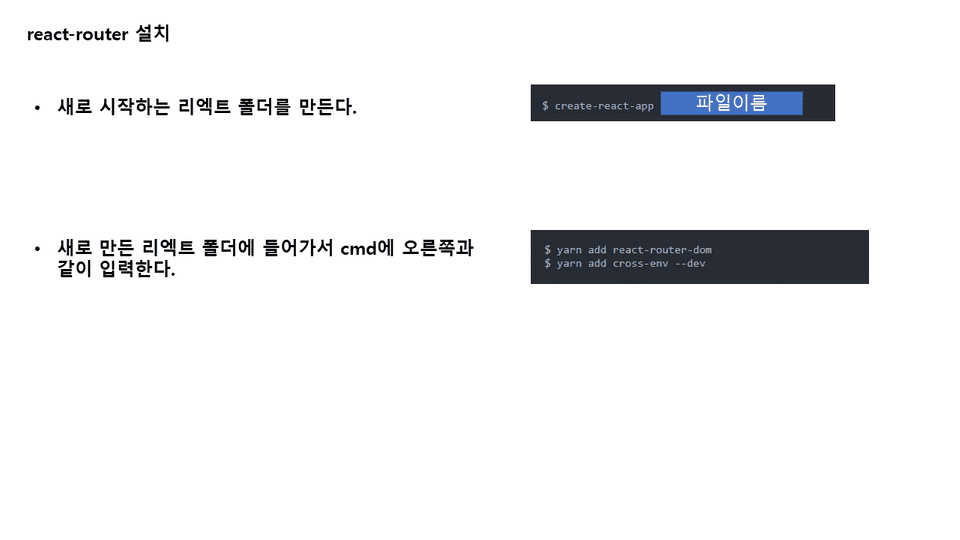 react-router 설치
• 새로 시작하는 리엑트 폴더를 만든다.
$ create-react-app 파일이름
• 새로 만든 리엑트 폴더에 들어가서 cmd에 오른쪽과
같이 입력한다.
$ yarn add react-router-dom
$ yarn add cross-env --dev